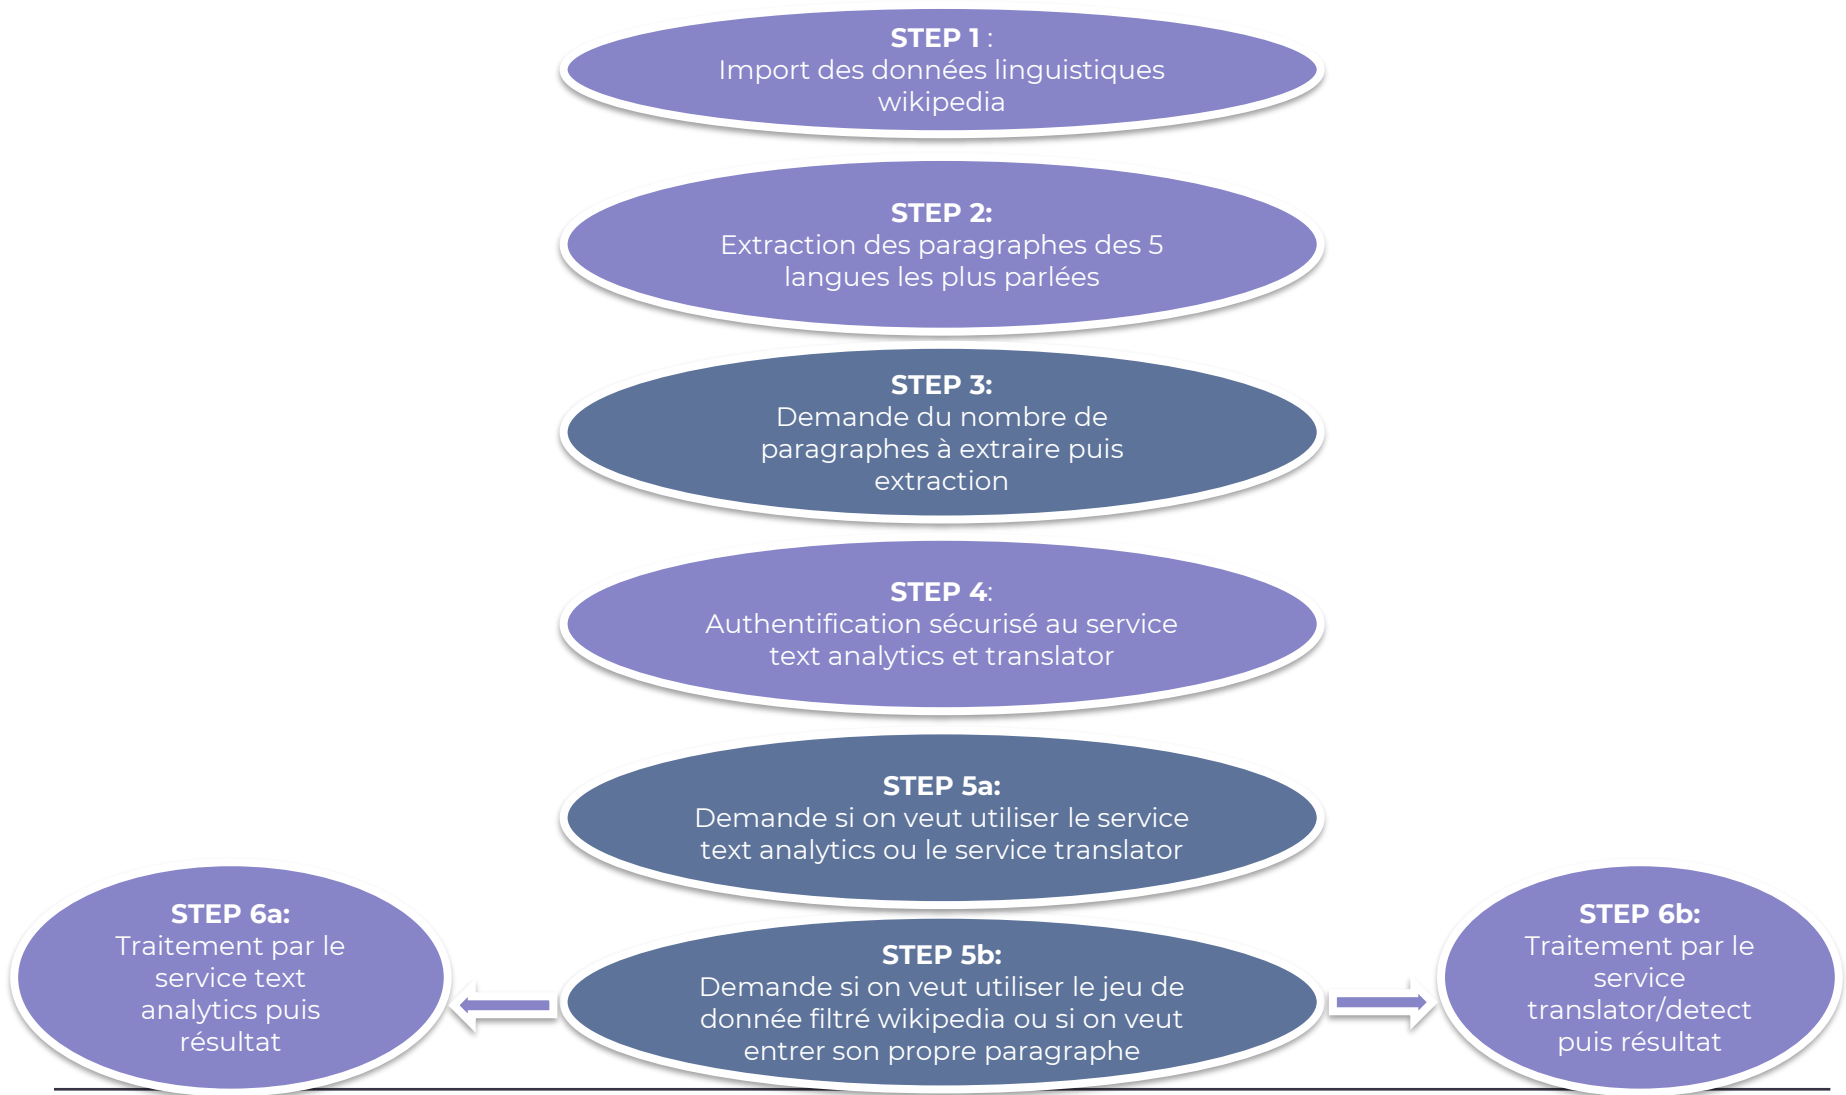 STEP 1 :
Import des données linguistiques
wikipedia
STEP 2:
Extraction des paragraphes des 5
langues les plus parlées
STEP 3:
Demande du nombre de
paragraphes à extraire puis
extraction
STEP 4:
Authentification sécurisé au service
text analytics et translator
STEP 5a:
Demande si on veut utiliser le service
text analytics ou le service translator
STEP 5b:
Demande si on veut utiliser le jeu de
donnée filtré wikipedia ou si on veut
entrer son propre paragraphe
STEP 6a:
Traitement par le
service text
analytics puis
résultat
STEP 6b:
Traitement par le
service
translator/detect
puis résultat